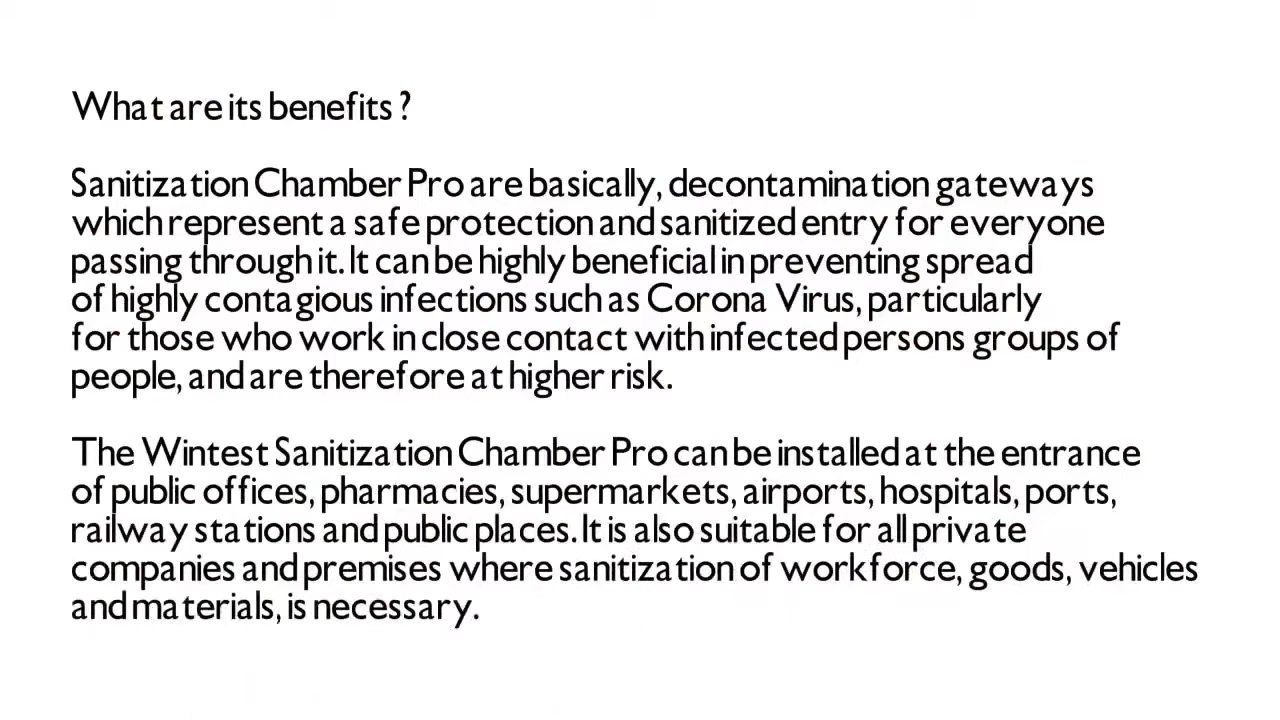 What are its benefits ?
Sanitization Chamber Pro are basically, decontamination gateways
which represent a safe protection and sanitized entry for everyone
passing through it. It can be highly beneficial in preventing spread
of highly contagious infections such as Corona Virus, particularly
for those who work in close contact with infected persons groups of
people, and are therefore at higher risk.
The Wintest Sanitization Chamber Pro can be installed at the entrance
of public offices, pharmacies, supermarkets, airports, hospitals, ports,
railway stations and public places. It is also suitable for all private
companies and premises where sanitization of workforce, goods, vehicles
and materials, is necessary.